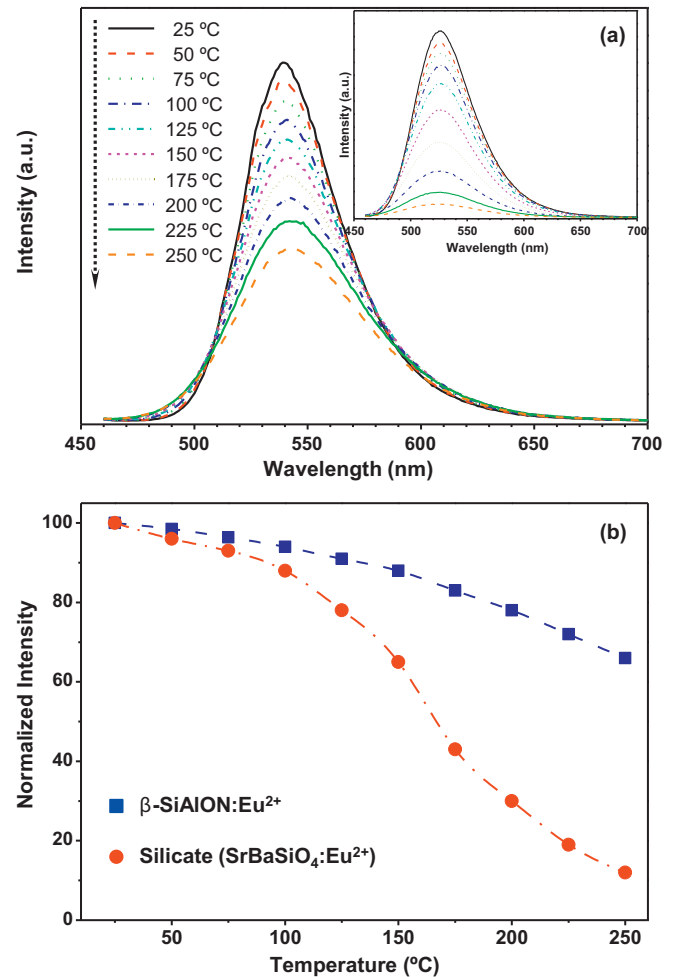 25 ºC
50 ºC
75 ºC
100 ºC
125 ºC
150 ºC
175 ºC
200 ºC
225 ºC
250 ºC
(a)
Intensity (a.u.)
450 500 550 600 650 700
Wavelength (nm)
Intensity (a.u.)
450 500 550 600 650 700
Wavelength (nm)
(b)
100
80
60
40
20
0
Normalized Intensity
β-SiAlON:Eu²⁺
Silicate (SrBaSiO₄:Eu²⁺)
50 100 150 200 250
Temperature (ºC)